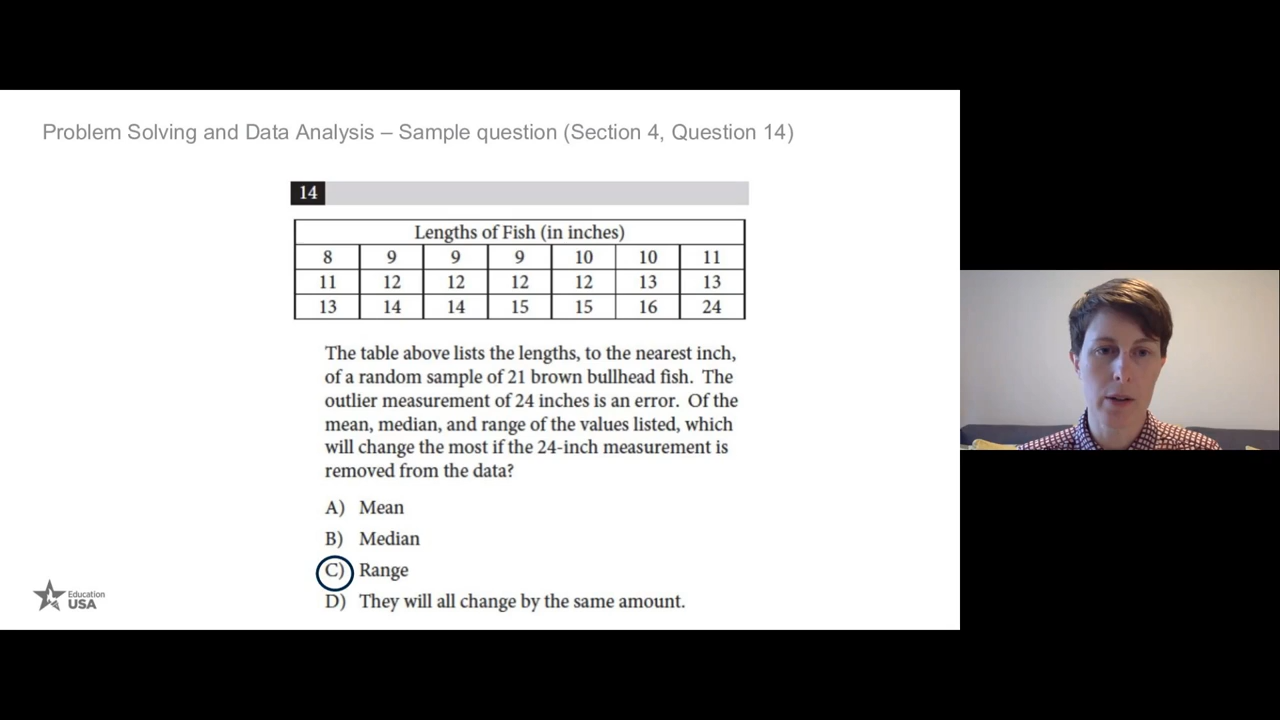 Problem Solving and Data Analysis – Sample question (Section 4, Question 14)
14
Lengths of Fish (in inches)
8 9 9 9 10 10 11
11 12 12 12 12 13 13
13 14 14 15 15 16 24
The table above lists the lengths, to the nearest inch,
of a random sample of 21 brown bullhead fish. The
outlier measurement of 24 inches is an error. Of the
mean, median, and range of the values listed, which
will change the most if the 24-inch measurement is
removed from the data?
A) Mean
B) Median
C) Range
D) They will all change by the same amount.
Education
USA